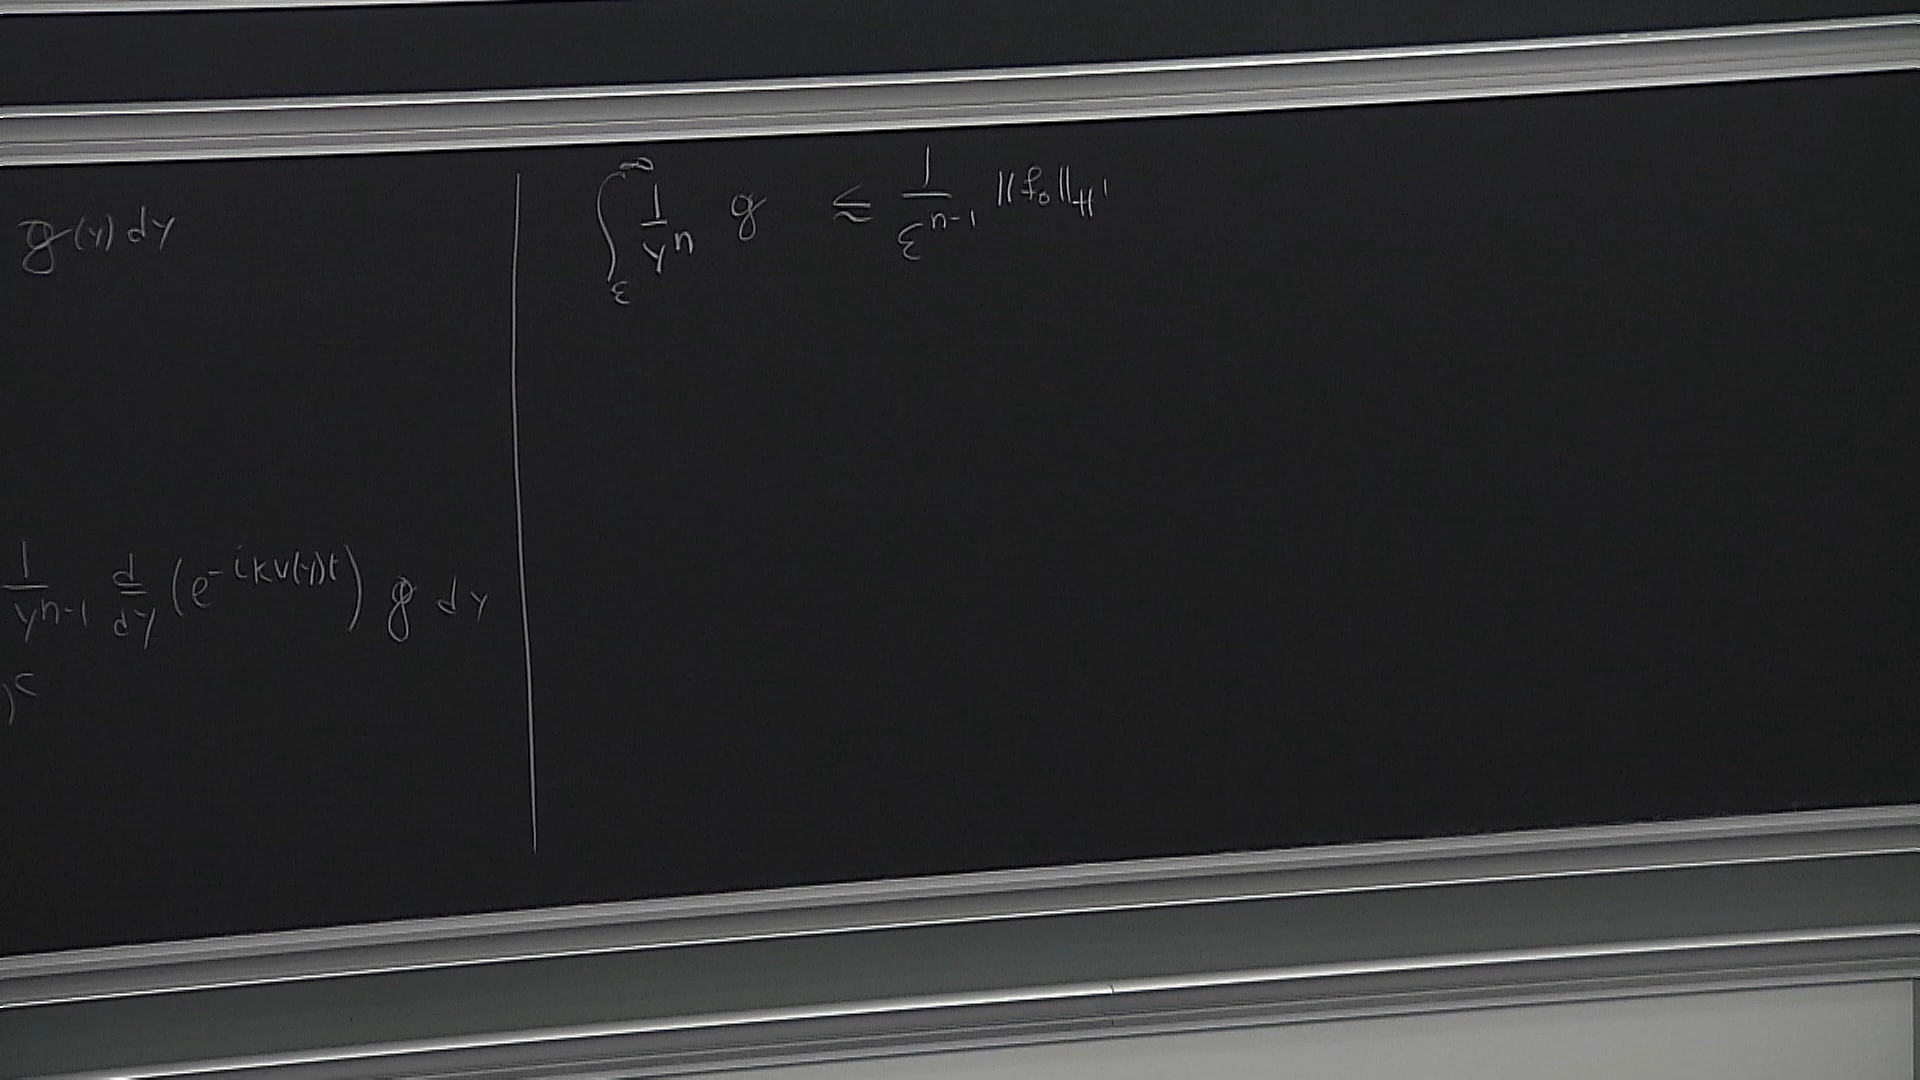 g(y) dy
1/y^{n-1} d/dy (e^{-ikv(y)t}) g dy
)^c
∫_ε^∞ 1/y^n g ≲ 1/ε^{n-1} ||f_0||_{H^1}